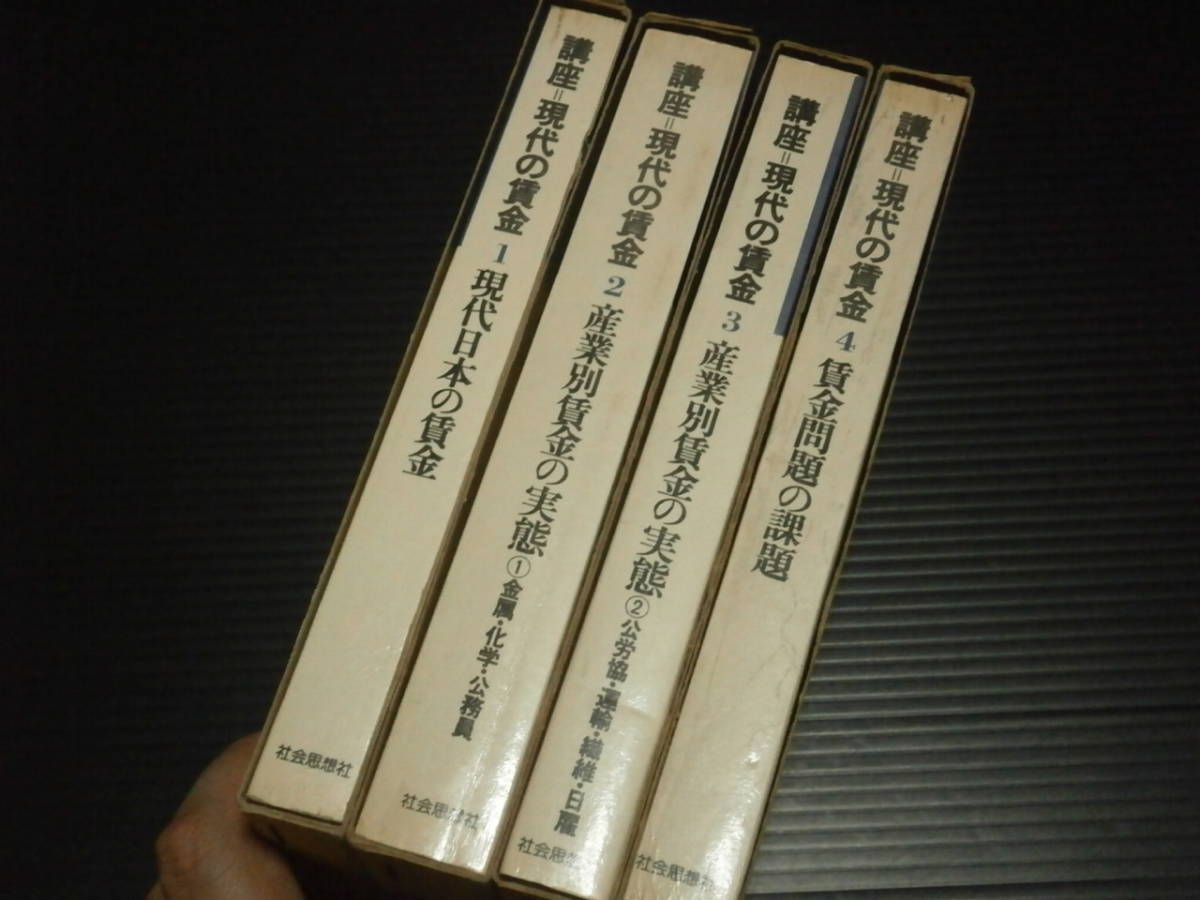 講座=現代の賃金 1 現代日本の賃金
社会思想社
講座=現代の賃金 2 産業別賃金の実態 ① 金属・化学・公務員
社会思想社
講座=現代の賃金 3 産業別賃金の実態 ② 公労協・運輸・繊維・日雇
社会思想社
講座=現代の賃金 4 賃金問題の課題
社会思想社